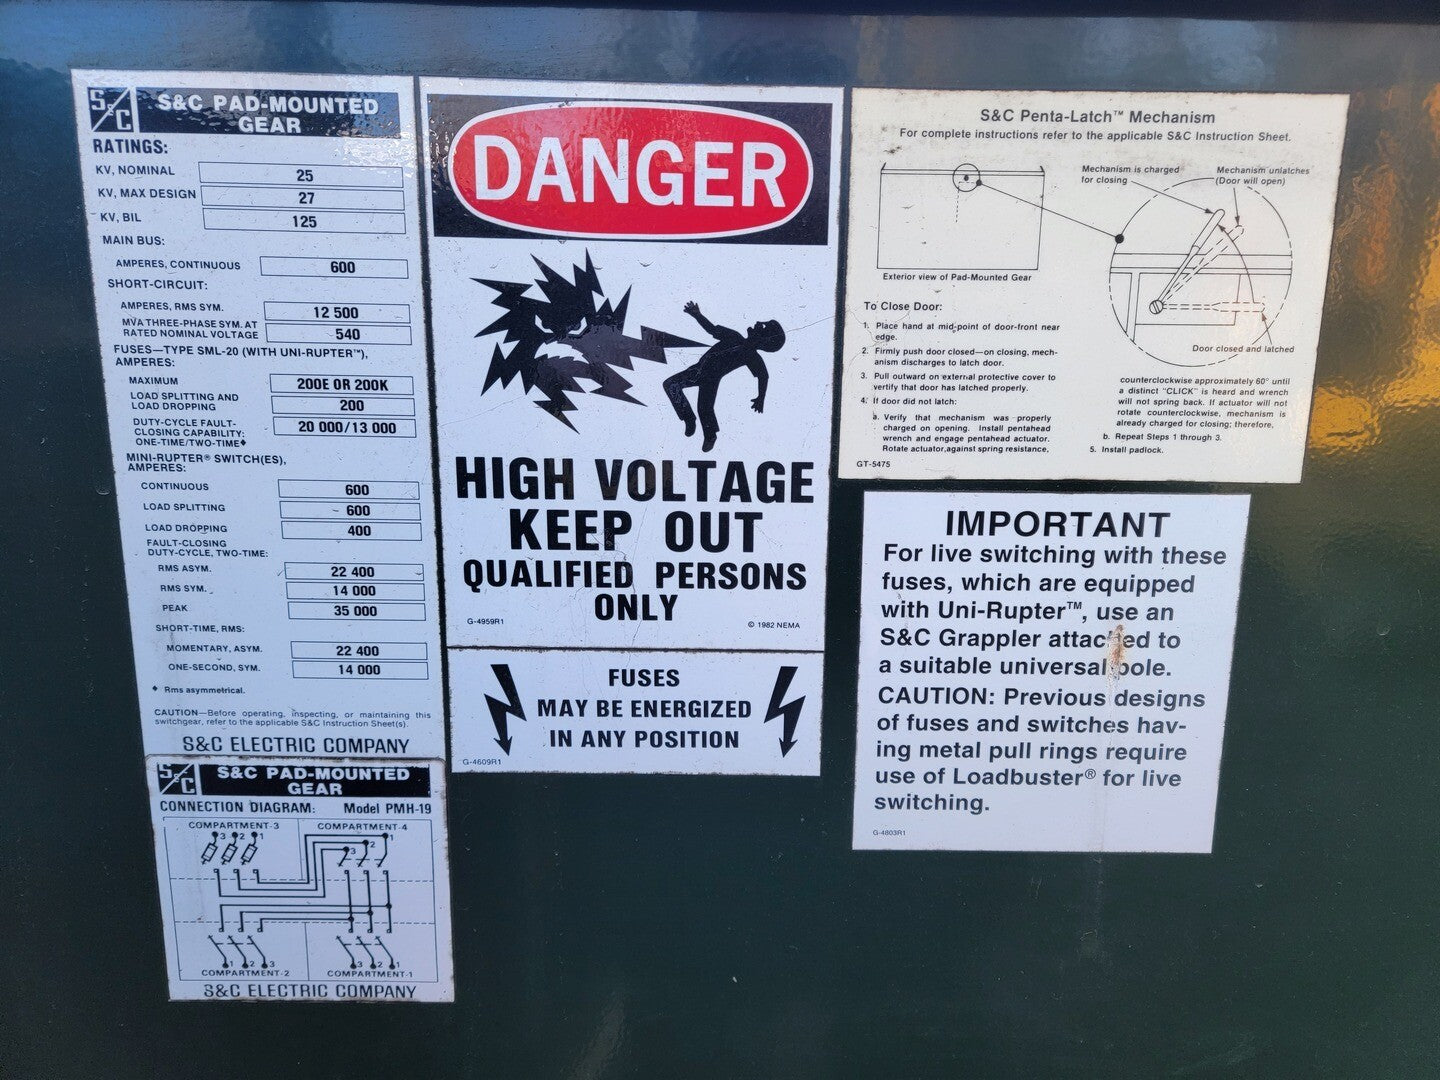 S&C
S&C PAD-MOUNTED
GEAR
RATINGS:
KV, NOMINAL 25
KV, MAX DESIGN 27
KV, BIL 125
MAIN BUS:
AMPERES, CONTINUOUS 600
SHORT-CIRCUIT:
AMPERES, RMS SYM. 12 500
MVA THREE-PHASE SYM. AT
RATED NOMINAL VOLTAGE 540
FUSES—TYPE SML-20 (WITH UNI-RUPTER™),
AMPERES:
MAXIMUM 200E OR 200K
LOAD SPLITTING AND
LOAD DROPPING 200
DUTY-CYCLE FAULT-
CLOSING CAPABILITY: 20 000/13 000
ONE-TIME/TWO-TIME♦
MINI-RUPTER® SWITCH(ES),
AMPERES:
CONTINUOUS 600
LOAD SPLITTING 600
LOAD DROPPING 400
FAULT-CLOSING
DUTY-CYCLE, TWO-TIME:
RMS ASYM. 22 400
RMS SYM. 14 000
PEAK 35 000
SHORT-TIME, RMS:
MOMENTARY, ASYM. 22 400
ONE-SECOND, SYM. 14 000
♦ Rms asymmetrical.
CAUTION—Before operating, inspecting, or maintaining this
switchgear, refer to the applicable S&C Instruction Sheet(s).
S&C ELECTRIC COMPANY
S&C
S&C PAD-MOUNTED
GEAR
CONNECTION DIAGRAM: Model PMH-19
COMPARTMENT-3 COMPARTMENT-4
3 2 1 1
2
3
1 2 3 3 2 1
COMPARTMENT-2 COMPARTMENT-1
S&C ELECTRIC COMPANY
DANGER
HIGH VOLTAGE
KEEP OUT
QUALIFIED PERSONS
ONLY
G-4959R1 © 1982 NEMA
FUSES
MAY BE ENERGIZED
IN ANY POSITION
G-4609R1
S&C Penta-Latch™ Mechanism
For complete instructions refer to the applicable S&C Instruction Sheet.
Mechanism is charged
for closing
Mechanism unlatches
(Door will open)
Exterior view of Pad-Mounted Gear
Door closed and latched
To Close Door:
1. Place hand at mid-point of door-front near
edge.
2. Firmly push door closed—on closing, mech-
anism discharges to latch door.
3. Pull outward on external protective cover to
verify that door has latched properly.
4. If door did not latch:
a. Verify that mechanism was properly
charged on opening. Install pentahead
wrench and engage pentahead actuator.
Rotate actuator against spring resistance,
GT-5475
counterclockwise approximately 60° until
a distinct "CLICK" is heard and wrench
will not spring back. If actuator will not
rotate counterclockwise, mechanism is
already charged for closing; therefore,
b. Repeat Steps 1 through 3.
5. Install padlock.
IMPORTANT
For live switching with these
fuses, which are equipped
with Uni-Rupter™, use an
S&C Grappler attached to
a suitable universal pole.
CAUTION: Previous designs
of fuses and switches hav-
ing metal pull rings require
use of Loadbuster® for live
switching.
G-4803R1